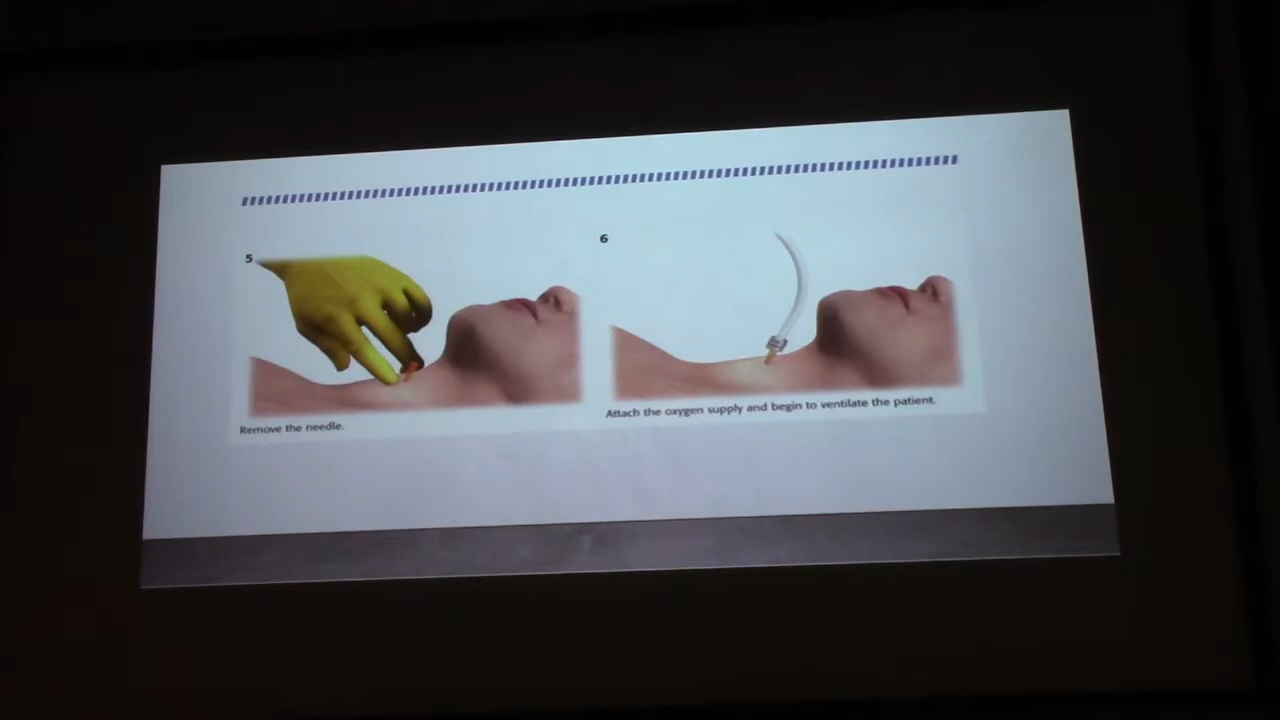 5
6
Remove the needle.
Attach the oxygen supply and begin to ventilate the patient.